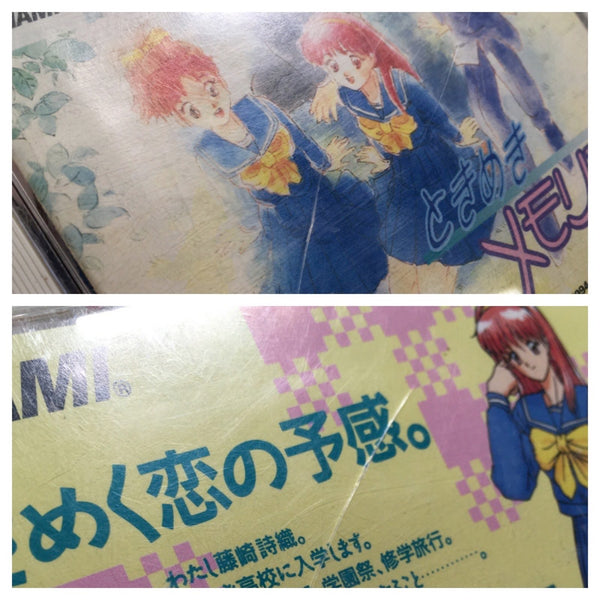 NAMI
ときめき
メモリ
AMI®
めく恋の予感。
わたし藤崎詩織。
高校に入学します。
学園祭、修学旅行。